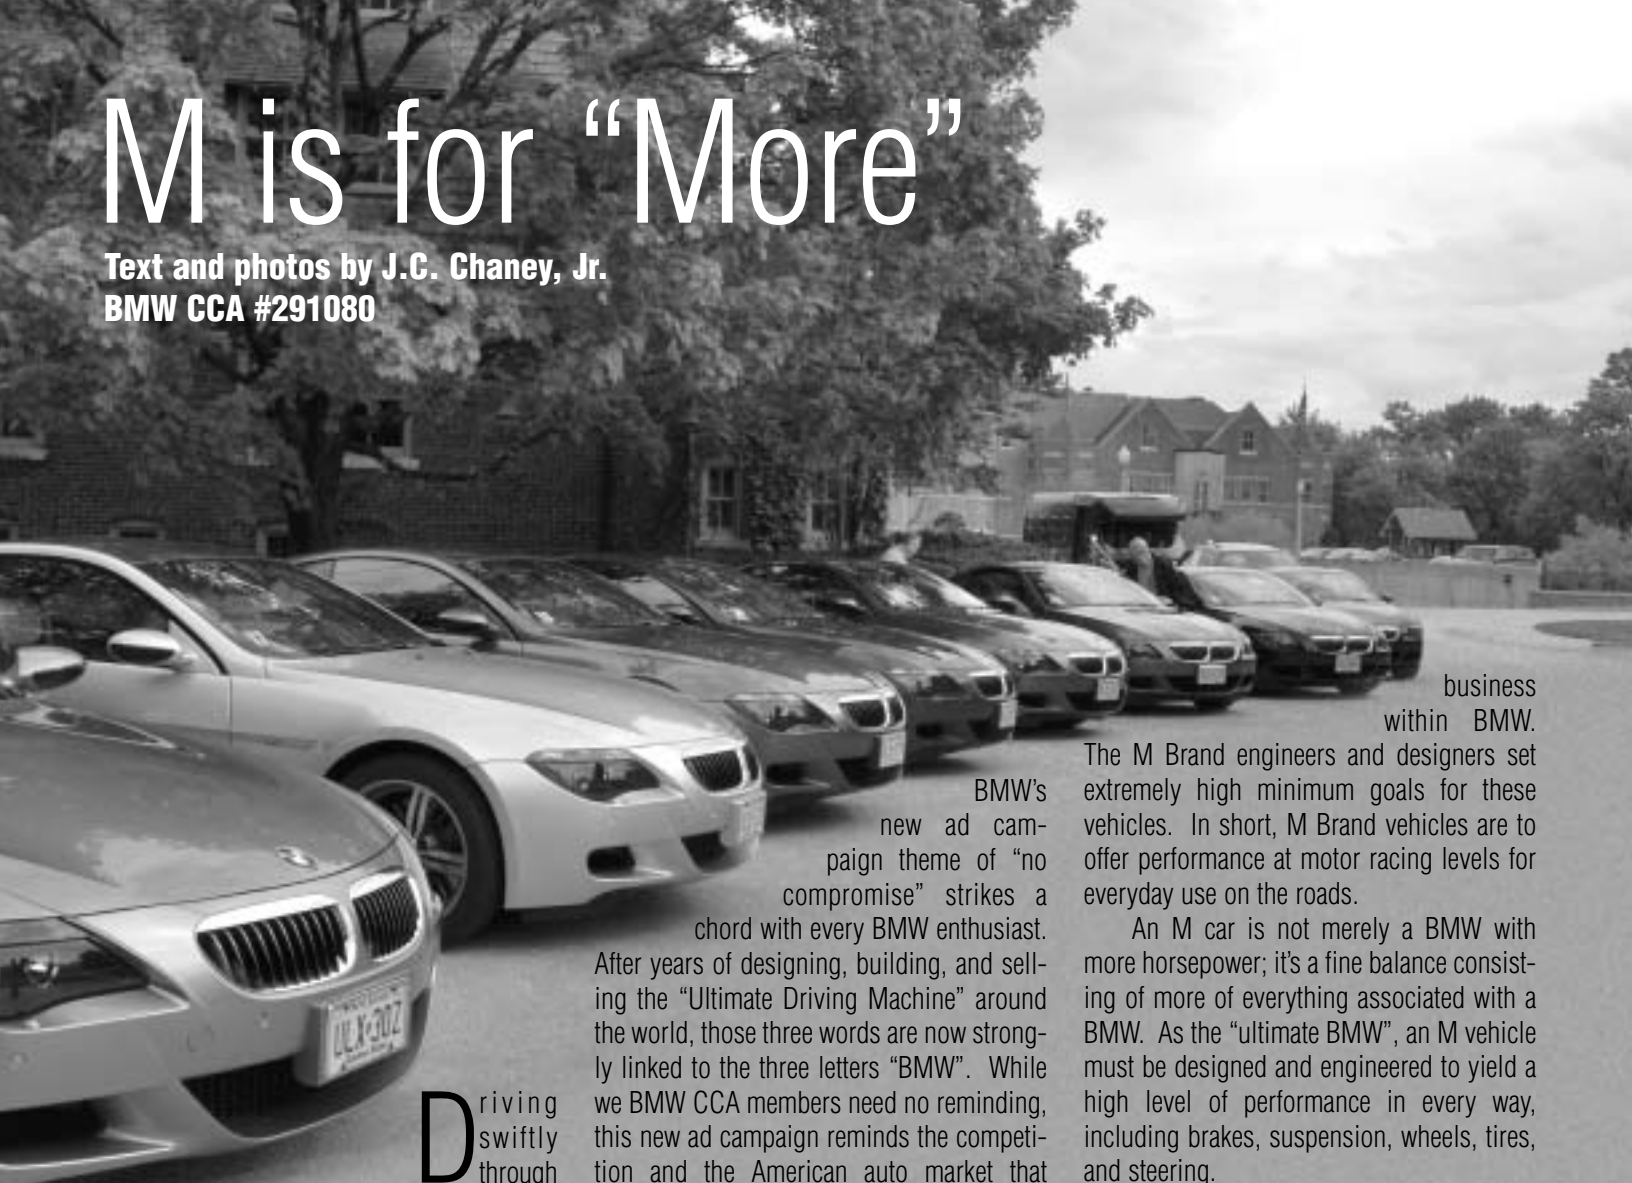 M is for “More”
Text and photos by J.C. Chaney, Jr.
BMW CCA #291080
Driving
swiftly
through
BMW’s
new ad cam-
paign theme of “no
compromise” strikes a
chord with every BMW enthusiast.
After years of designing, building, and sell-
ing the “Ultimate Driving Machine” around
the world, those three words are now strong-
ly linked to the three letters “BMW”. While
we BMW CCA members need no reminding,
this new ad campaign reminds the competi-
tion and the American auto market that
business
within BMW.
The M Brand engineers and designers set
extremely high minimum goals for these
vehicles. In short, M Brand vehicles are to
offer performance at motor racing levels for
everyday use on the roads.
An M car is not merely a BMW with
more horsepower; it’s a fine balance consist-
ing of more of everything associated with a
BMW. As the “ultimate BMW”, an M vehicle
must be designed and engineered to yield a
high level of performance in every way,
including brakes, suspension, wheels, tires,
and steering.